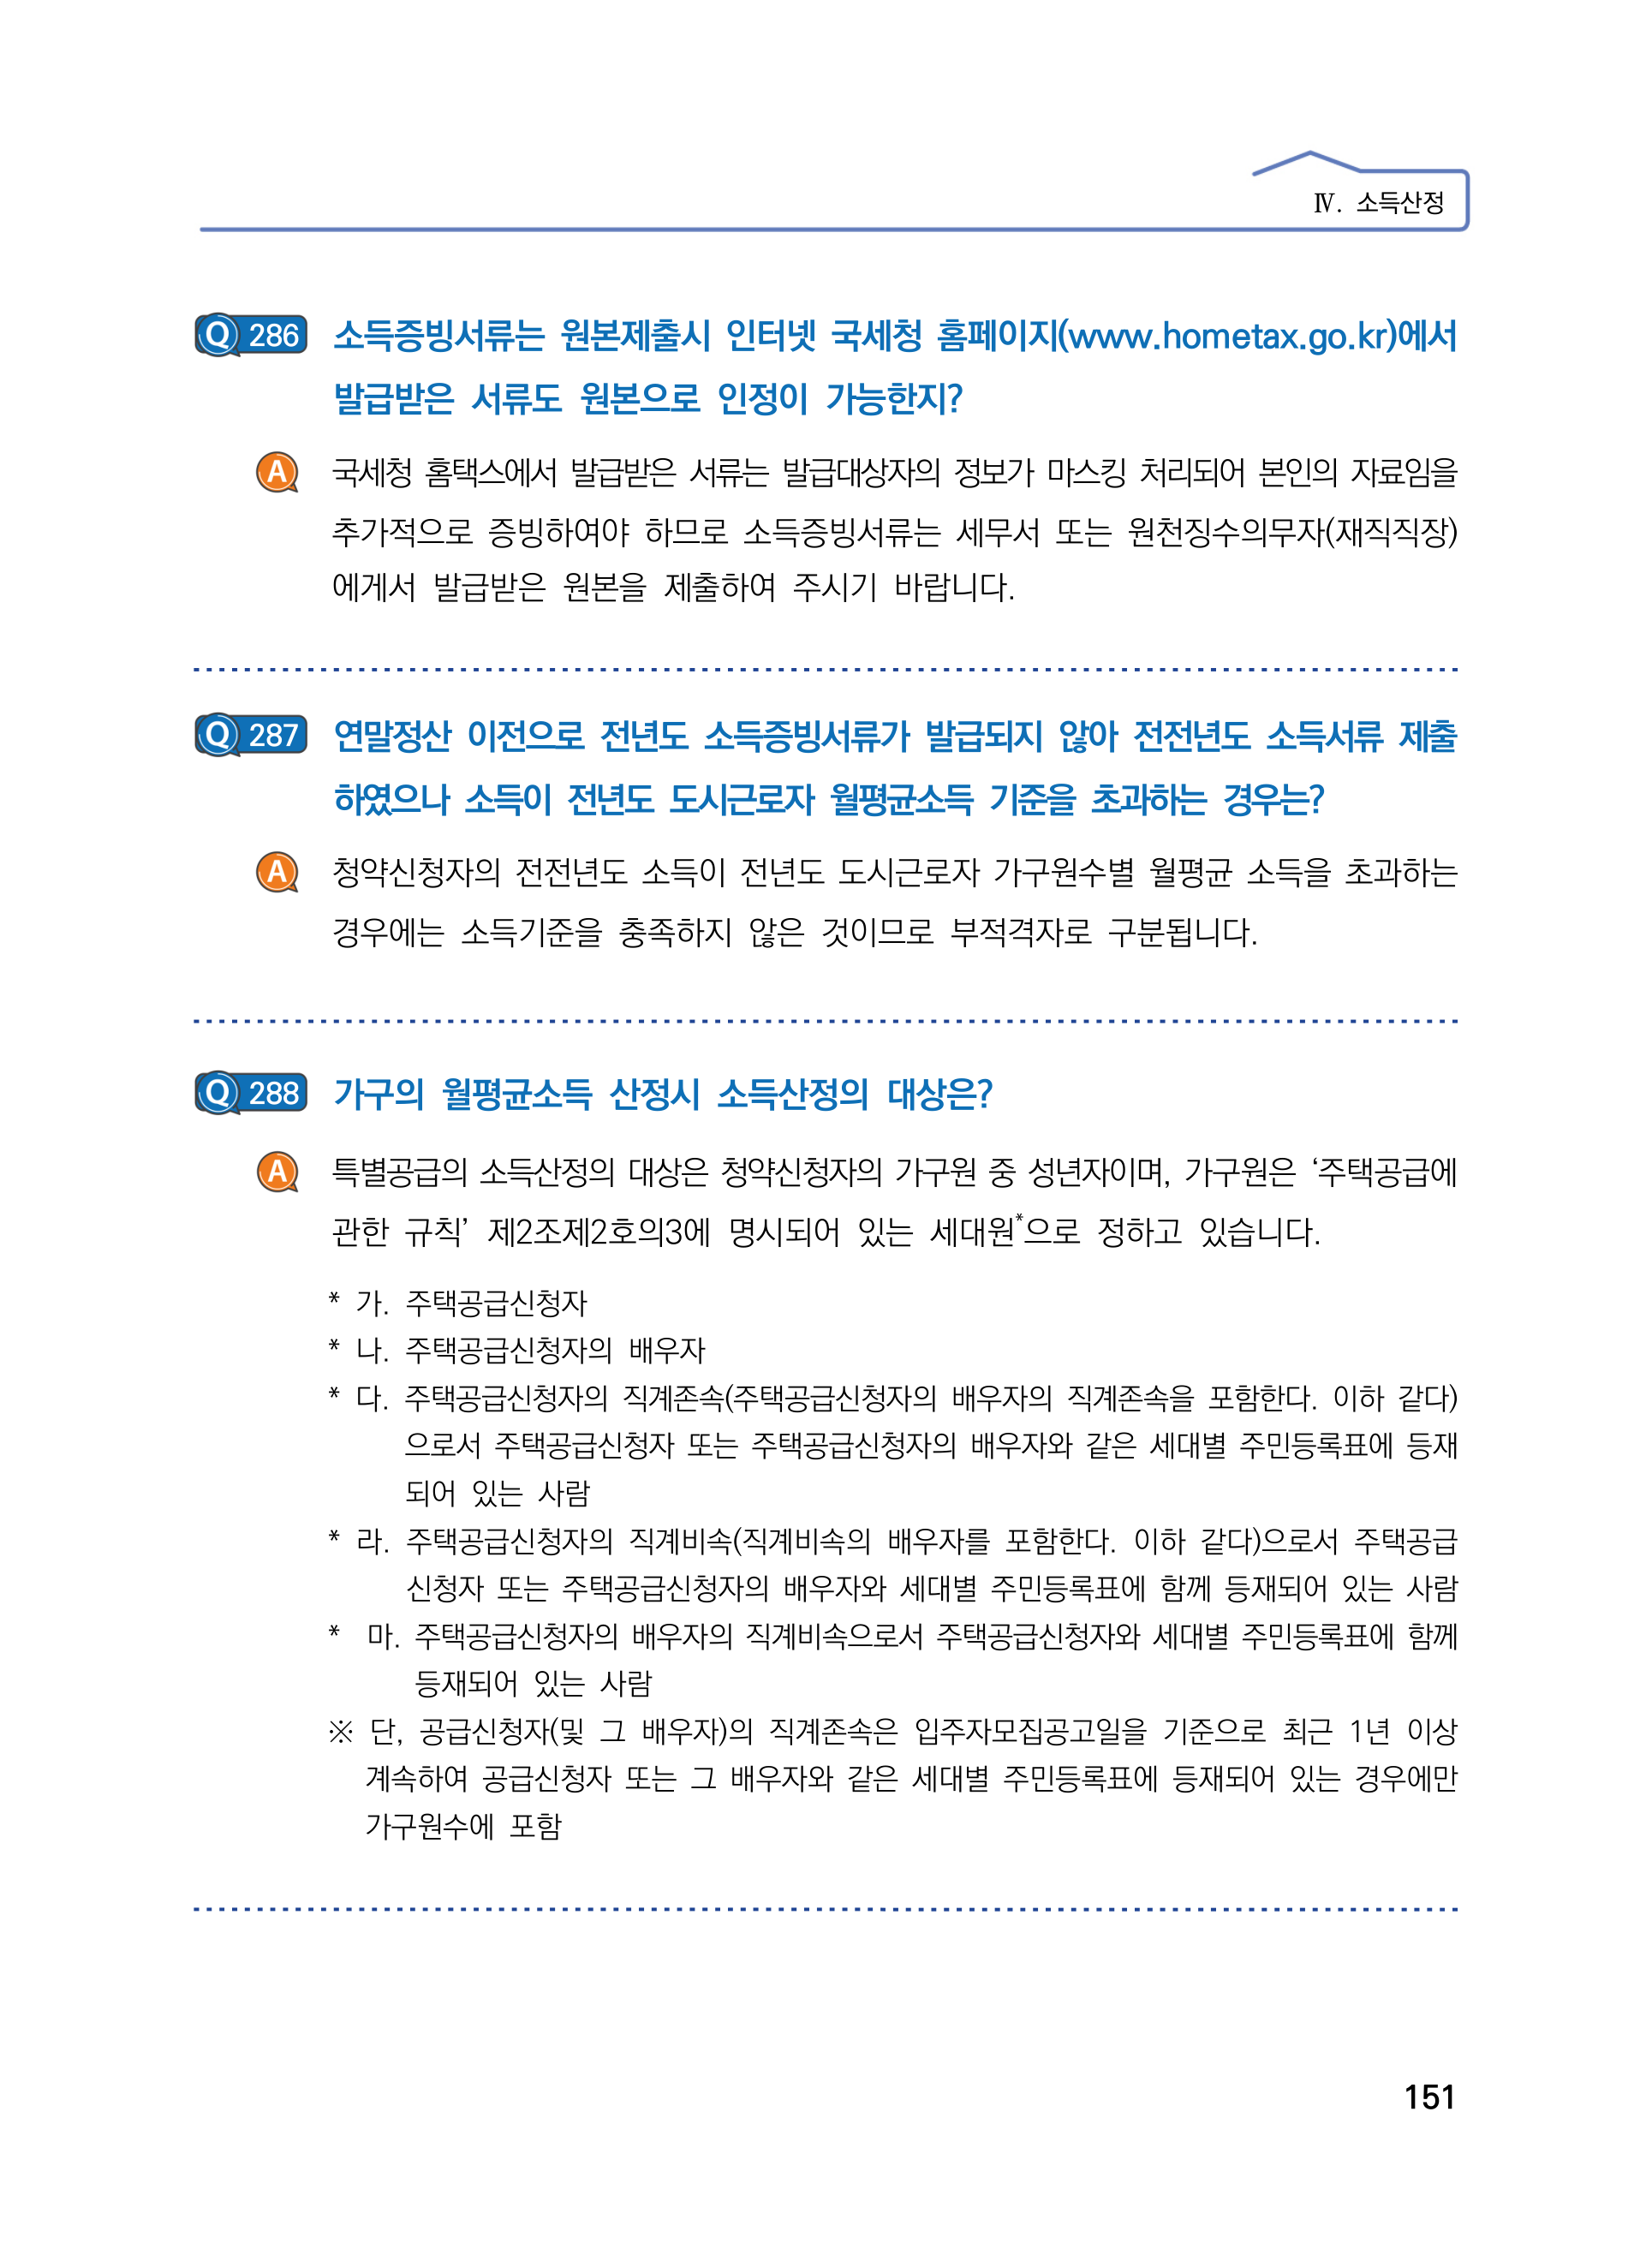 Ⅳ. 소득산정
Q 286 소득증빙서류는 원본제출시 인터넷 국세청 홈페이지(www.hometax.go.kr)에서
발급받은 서류도 원본으로 인정이 가능한지?
A 국세청 홈택스에서 발급받은 서류는 발급대상자의 정보가 마스킹 처리되어 본인의 자료임을
추가적으로 증빙하여야 하므로 소득증빙서류는 세무서 또는 원천징수의무자(재직직장)
에게서 발급받은 원본을 제출하여 주시기 바랍니다.
Q 287 연말정산 이전으로 전년도 소득증빙서류가 발급되지 않아 전전년도 소득서류 제출
하였으나 소득이 전년도 도시근로자 월평균소득 기준을 초과하는 경우는?
A 청약신청자의 전전년도 소득이 전년도 도시근로자 가구원수별 월평균 소득을 초과하는
경우에는 소득기준을 충족하지 않은 것이므로 부적격자로 구분됩니다.
Q 288 가구의 월평균소득 산정시 소득산정의 대상은?
A 특별공급의 소득산정의 대상은 청약신청자의 가구원 중 성년자이며, 가구원은 ‘주택공급에
관한 규칙’ 제2조제2호의3에 명시되어 있는 세대원*으로 정하고 있습니다.
* 가. 주택공급신청자
* 나. 주택공급신청자의 배우자
* 다. 주택공급신청자의 직계존속(주택공급신청자의 배우자의 직계존속을 포함한다. 이하 같다)
으로서 주택공급신청자 또는 주택공급신청자의 배우자와 같은 세대별 주민등록표에 등재
되어 있는 사람
* 라. 주택공급신청자의 직계비속(직계비속의 배우자를 포함한다. 이하 같다)으로서 주택공급
신청자 또는 주택공급신청자의 배우자와 세대별 주민등록표에 함께 등재되어 있는 사람
* 마. 주택공급신청자의 배우자의 직계비속으로서 주택공급신청자와 세대별 주민등록표에 함께
등재되어 있는 사람
※ 단, 공급신청자(및 그 배우자)의 직계존속은 입주자모집공고일을 기준으로 최근 1년 이상
계속하여 공급신청자 또는 그 배우자와 같은 세대별 주민등록표에 등재되어 있는 경우에만
가구원수에 포함
151